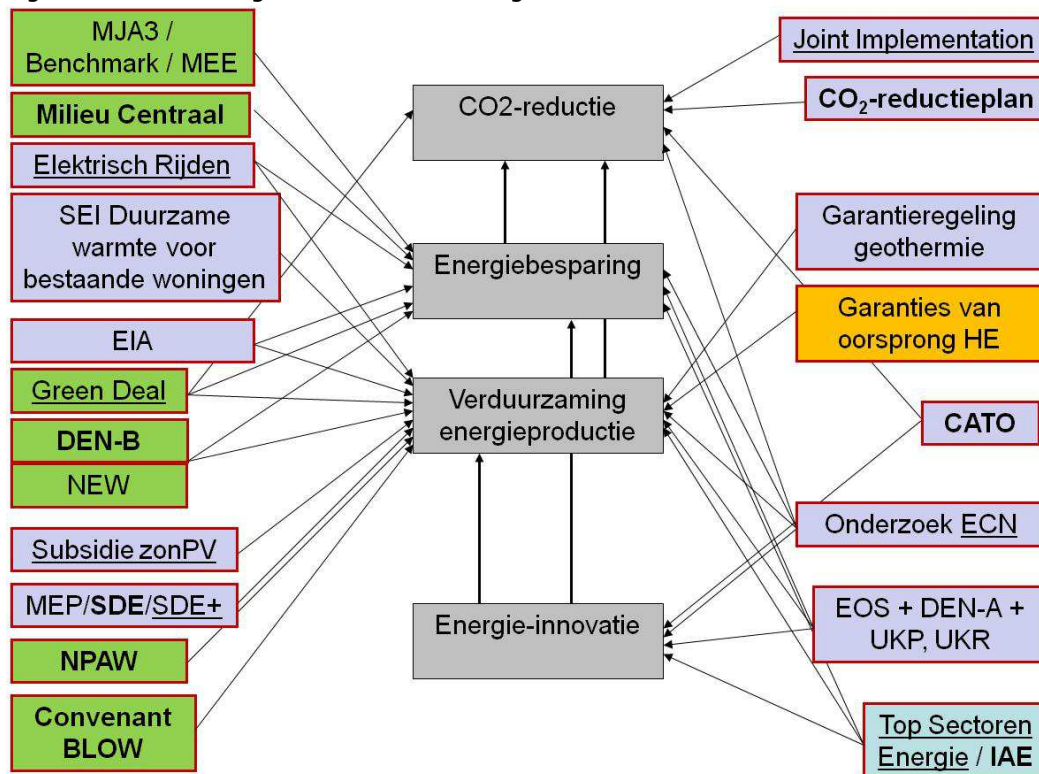 MJA3 /
Benchmark / MEE
Milieu Centraal
Elektrisch Rijden
SEI Duurzame
warmte voor
bestaande woningen
EIA
Green Deal
DEN-B
NEW
Subsidie zonPV
MEP/SDE/SDE+
NPAW
Convenant
BLOW
CO2-reductie
Energiebesparing
Verduurzaming
energieproductie
Energie-innovatie
Joint Implementation
CO₂-reductieplan
Garantieregeling
geothermie
Garanties van
oorsprong HE
CATO
Onderzoek ECN
EOS + DEN-A +
UKP, UKR
Top Sectoren
Energie / IAE